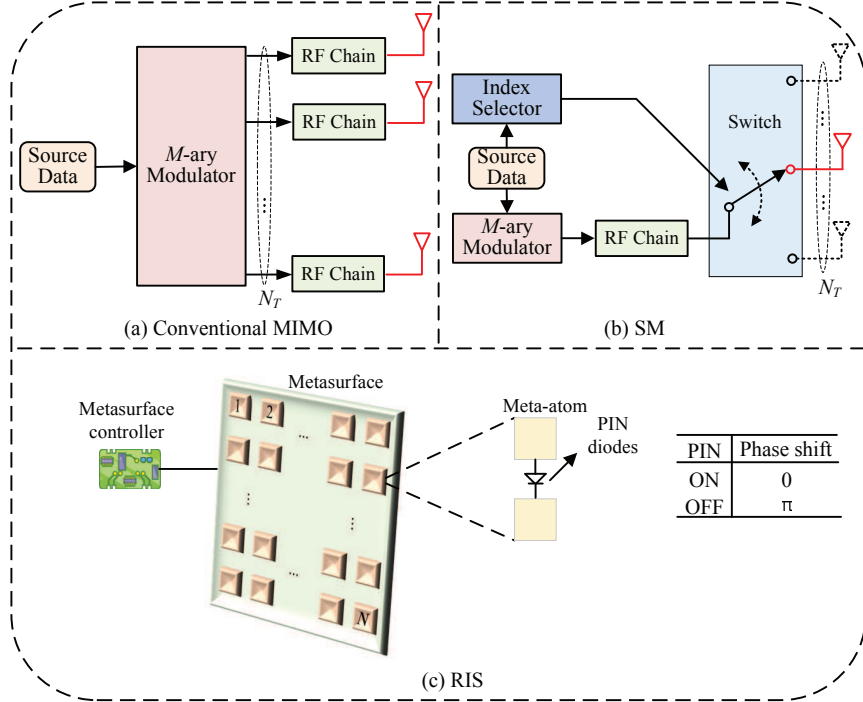 Source
Data
M-ary
Modulator
RF Chain
RF Chain
⋮
RF Chain
N_T
(a) Conventional MIMO
Index
Selector
Source
Data
M-ary
Modulator
RF Chain
Switch
⋮
⋮
N_T
(b) SM
Metasurface
Metasurface
controller
1 2 ...
⋮
⋮
...
N
Meta-atom
PIN
diodes
PIN Phase shift
ON 0
OFF π
(c) RIS